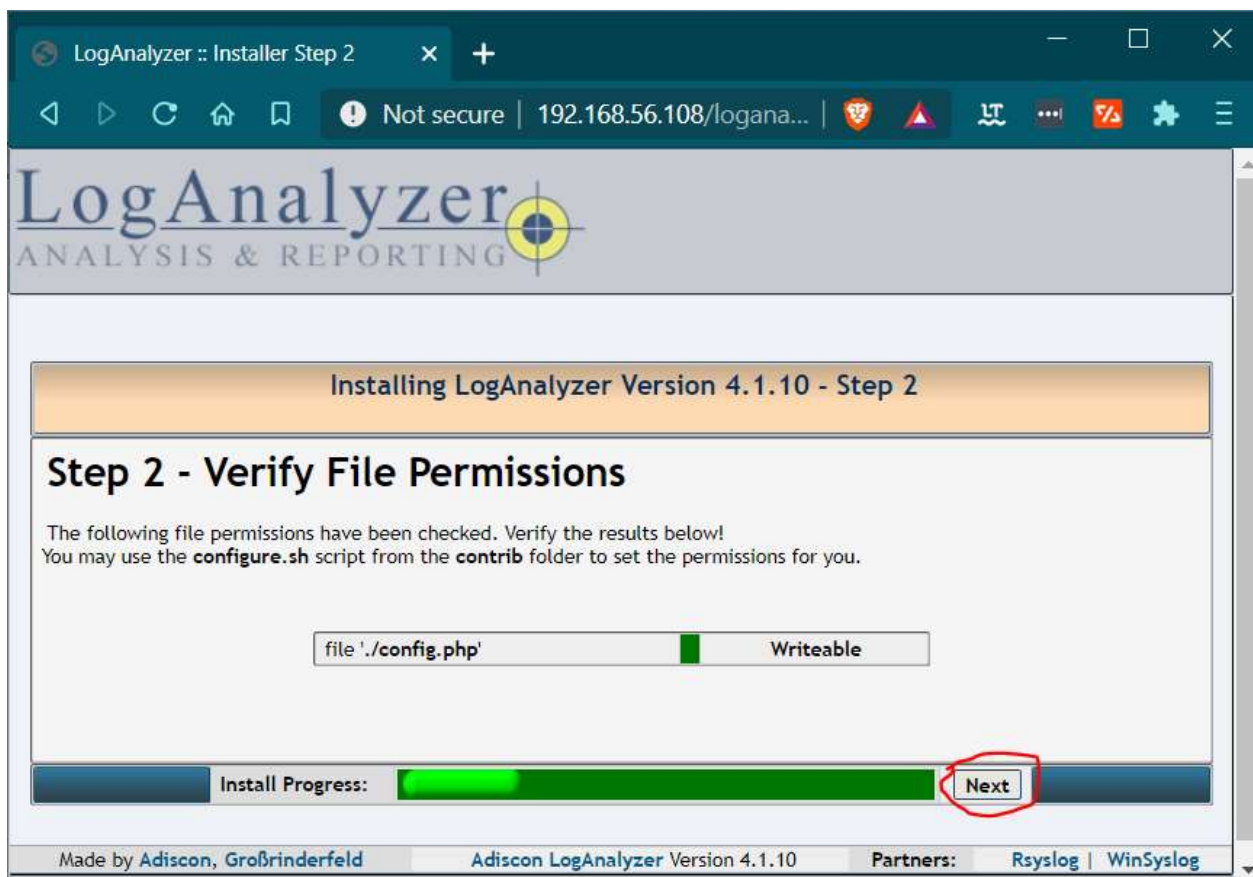 LogAnalyzer :: Installer Step 2
Not secure | 192.168.56.108/logana... |
LogAnalyzer
ANALYSIS & REPORTING
Installing LogAnalyzer Version 4.1.10 - Step 2
Step 2 - Verify File Permissions
The following file permissions have been checked. Verify the results below!
You may use the configure.sh script from the contrib folder to set the permissions for you.
file './config.php' Writeable
Install Progress: Next
Made by Adiscon, Großrinderfeld Adiscon LogAnalyzer Version 4.1.10 Partners: Rsyslog | WinSyslog